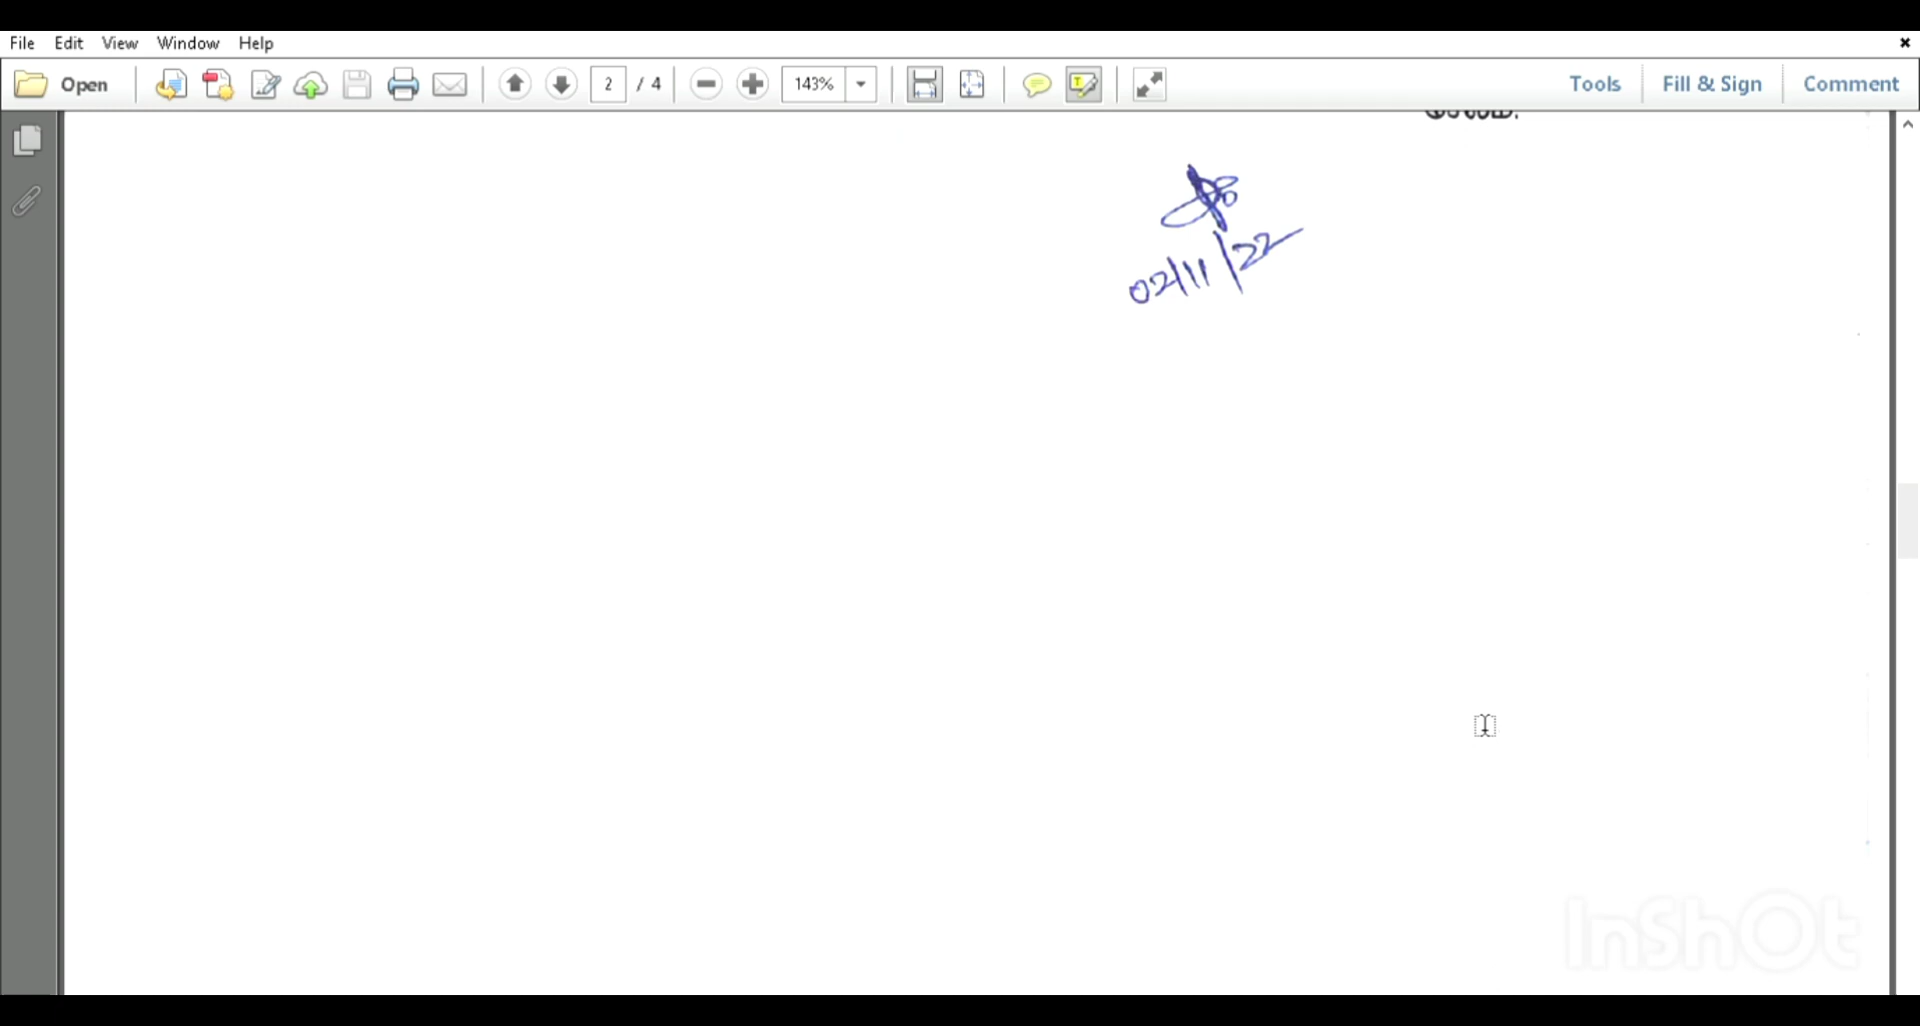 File Edit View Window Help
Open 2 / 4 143% Tools Fill & Sign Comment
02/11/22
InShOt